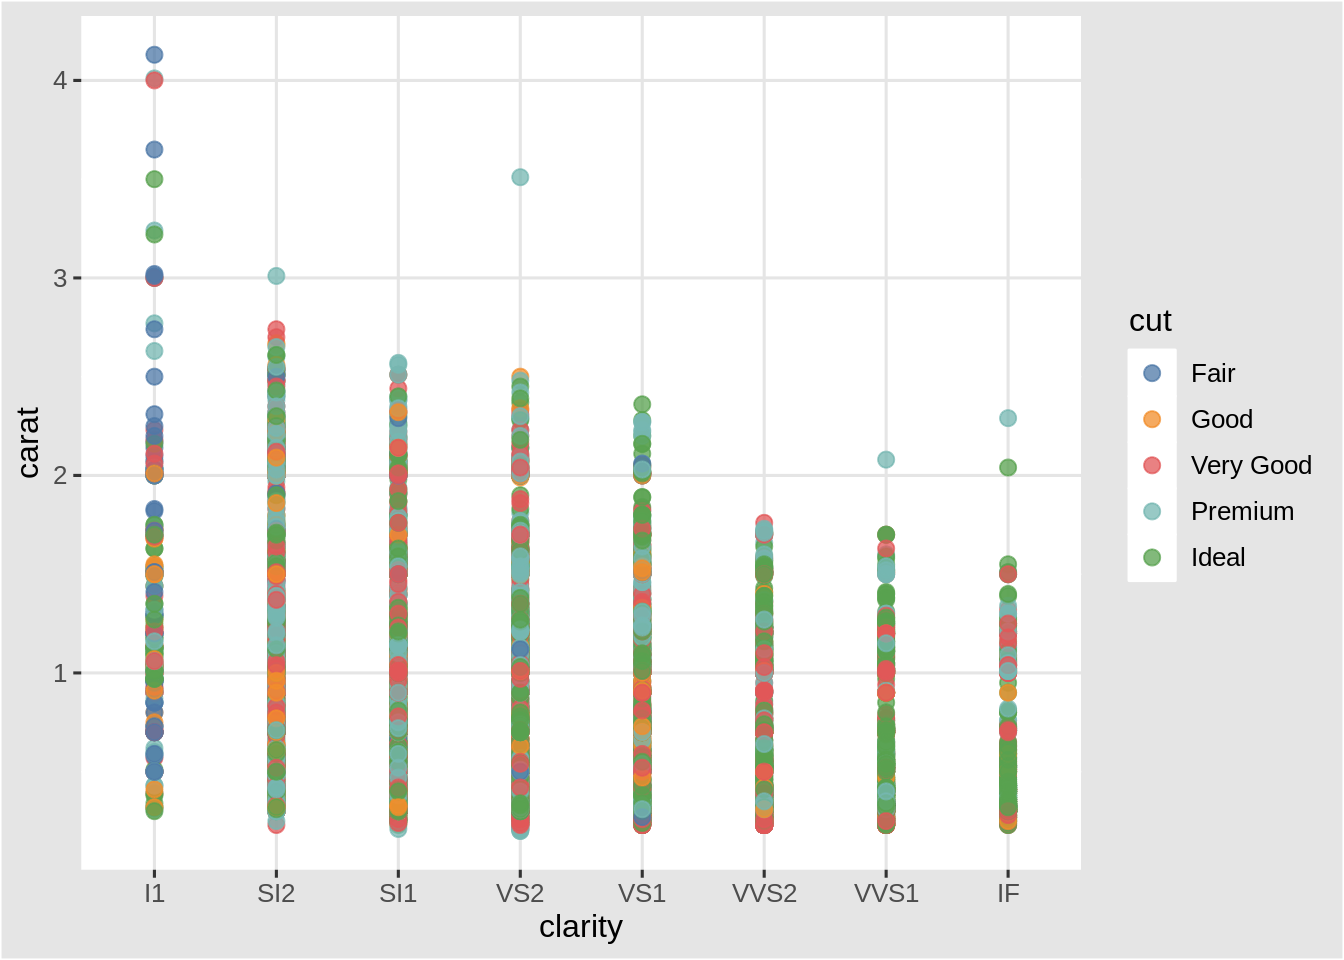 4
3
2
1
carat
I1 SI2 SI1 VS2 VS1 VVS2 VVS1 IF
clarity
cut
Fair
Good
Very Good
Premium
Ideal